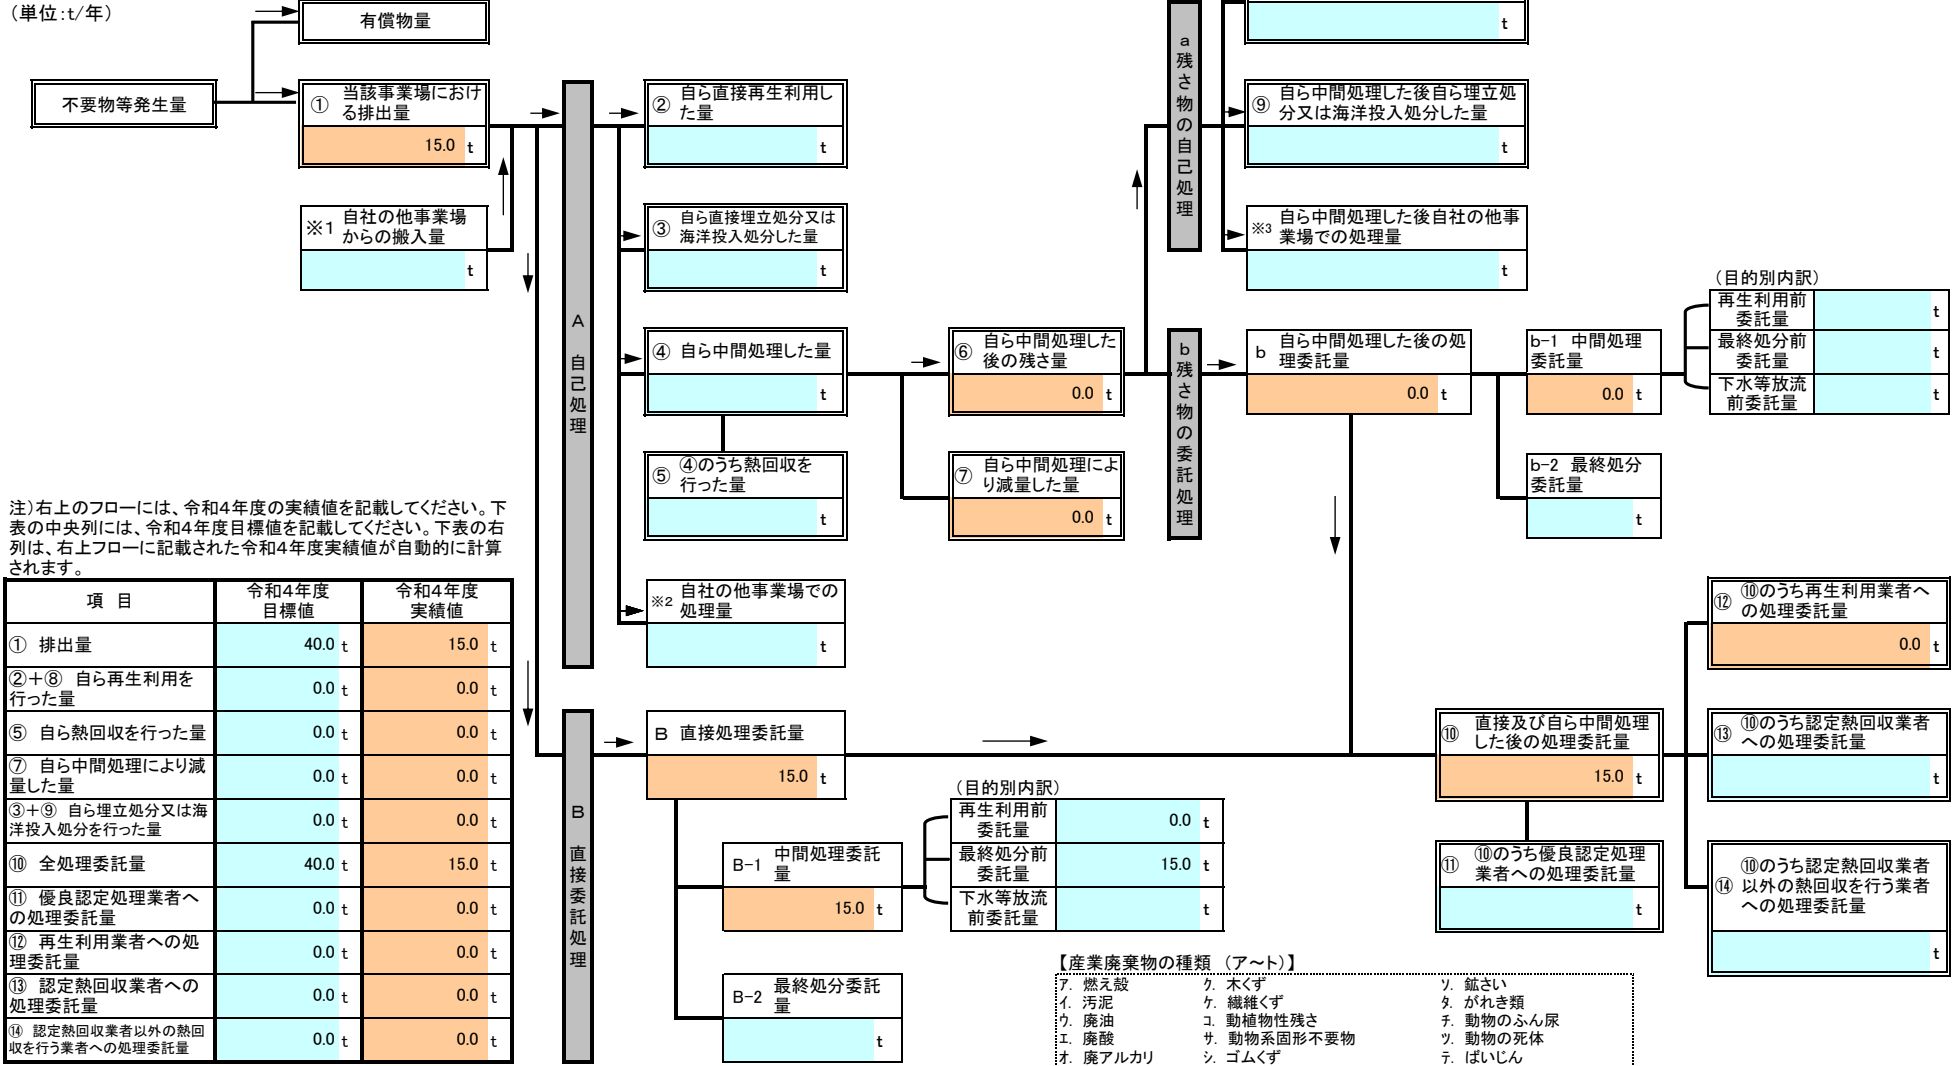 (単位:t/年)
有償物量
t
不要物等発生量
① 当該事業場におけ
る排出量
15.0 t
※1 自社の他事業場
からの搬入量
t
A 自己処理
② 自ら直接再生利用し
た量
t
③ 自ら直接埋立処分又は
海洋投入処分した量
t
④ 自ら中間処理した量
t
⑤ ④のうち熱回収を
行った量
t
※2 自社の他事業場での
処理量
t
⑥ 自ら中間処理した
後の残さ量
0.0 t
⑦ 自ら中間処理によ
り減量した量
0.0 t
a 残さ物の自己処理
⑨ 自ら中間処理した後自ら埋立処
分又は海洋投入処分した量
t
※3 自ら中間処理した後自社の他事
業場での処理量
t
b 残さ物の委託処理
b 自ら中間処理した後の処
理委託量
0.0 t
b-1 中間処理
委託量
0.0 t
(目的別内訳)
再生利用前
委託量
t
最終処分前
委託量
t
下水等放流
前委託量
t
b-2 最終処分
委託量
t
注)右上のフローには、令和4年度の実績値を記載してください。下
表の中央列には、令和4年度目標値を記載してください。下表の右
列は、右上フローに記載された令和4年度実績値が自動的に計算
されます。
項 目 令和4年度 目標値 令和4年度 実績値
① 排出量 40.0 t 15.0 t
②+⑧ 自ら再生利用を
行った量 0.0 t 0.0 t
⑤ 自ら熱回収を行った量 0.0 t 0.0 t
⑦ 自ら中間処理により減
量した量 0.0 t 0.0 t
③+⑨ 自ら埋立処分又は海
洋投入処分を行った量 0.0 t 0.0 t
⑩ 全処理委託量 40.0 t 15.0 t
⑪ 優良認定処理業者へ
の処理委託量 0.0 t 0.0 t
⑫ 再生利用業者への処
理委託量 0.0 t 0.0 t
⑬ 認定熱回収業者への
処理委託量 0.0 t 0.0 t
⑭ 認定熱回収業者以外の熱回
収を行う業者への処理委託量 0.0 t 0.0 t
B 直接委託処理
B 直接処理委託量
15.0 t
B-1 中間処理委託
量
15.0 t
(目的別内訳)
再生利用前
委託量
0.0 t
最終処分前
委託量
15.0 t
下水等放流
前委託量
t
B-2 最終処分委託
量
t
⑩ 直接及び自ら中間処理
した後の処理委託量
15.0 t
⑪ ⑩のうち優良認定処理
業者への処理委託量
t
⑫ ⑩のうち再生利用業者へ
の処理委託量
0.0 t
⑬ ⑩のうち認定熱回収業者
への処理委託量
t
⑭ ⑩のうち認定熱回収業者
以外の熱回収を行う業者
への処理委託量
t
【産業廃棄物の種類 (ア~ト)】
ア. 燃え殻 ク. 木くず ソ. 鉱さい
イ. 汚泥 ケ. 繊維くず タ. がれき類
ウ. 廃油 コ. 動植物性残さ チ. 動物のふん尿
エ. 廃酸 サ. 動物系固形不要物 ツ. 動物の死体
オ. 廃アルカリ シ. ゴムくず テ. ばいじん